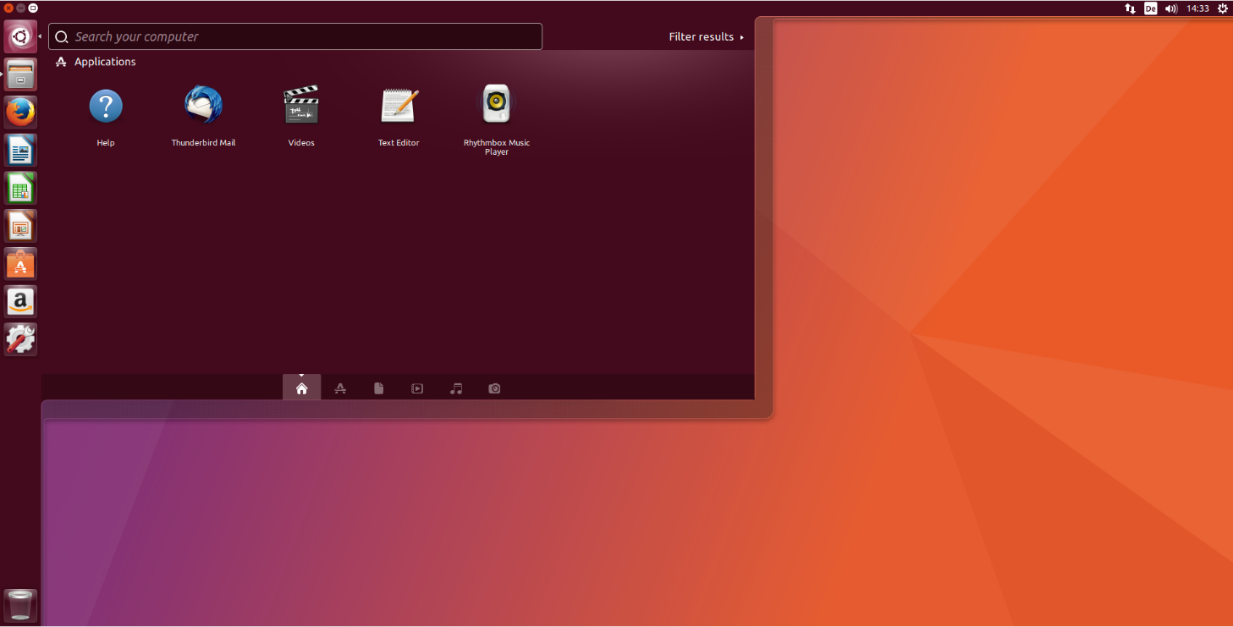 De
14:33
Search your computer
Filter results
Applications
?
Help
Thunderbird Mail
Videos
Text Editor
Rhythmbox Music
Player
a